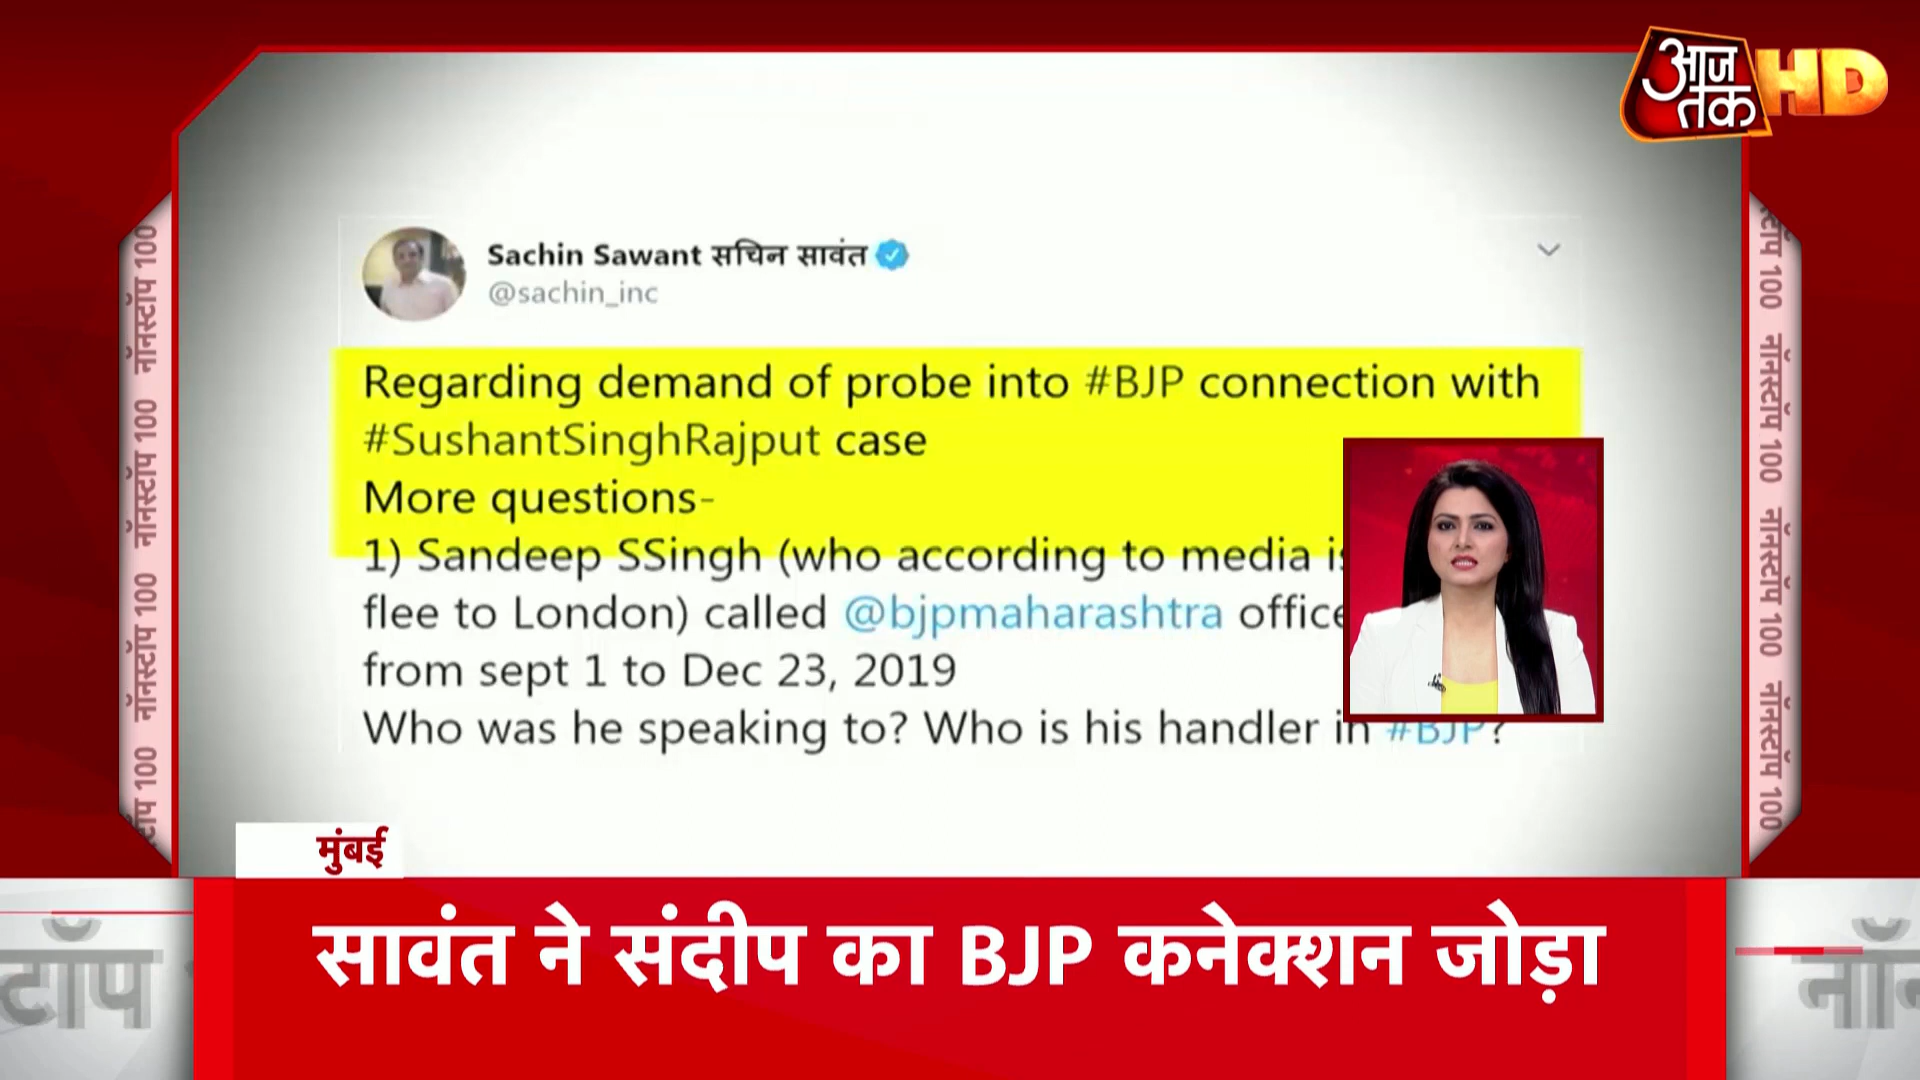 आज
तक HD
Sachin Sawant सचिन सावंत
@sachin_inc
Regarding demand of probe into #BJP connection with
#SushantSinghRajput case
More questions-
1) Sandeep SSingh (who according to media
flee to London) called @bjpmaharashtra office
from sept 1 to Dec 23, 2019
Who was he speaking to? Who is his handler in #BJP?
नॉनस्टॉप 100 नॉनस्टॉप 100 नॉनस्टॉप 100
नॉनस्टॉप 100 नॉनस्टॉप 100 नॉनस्टॉप 100
मुंबई
सावंत ने संदीप का BJP कनेक्शन जोड़ा